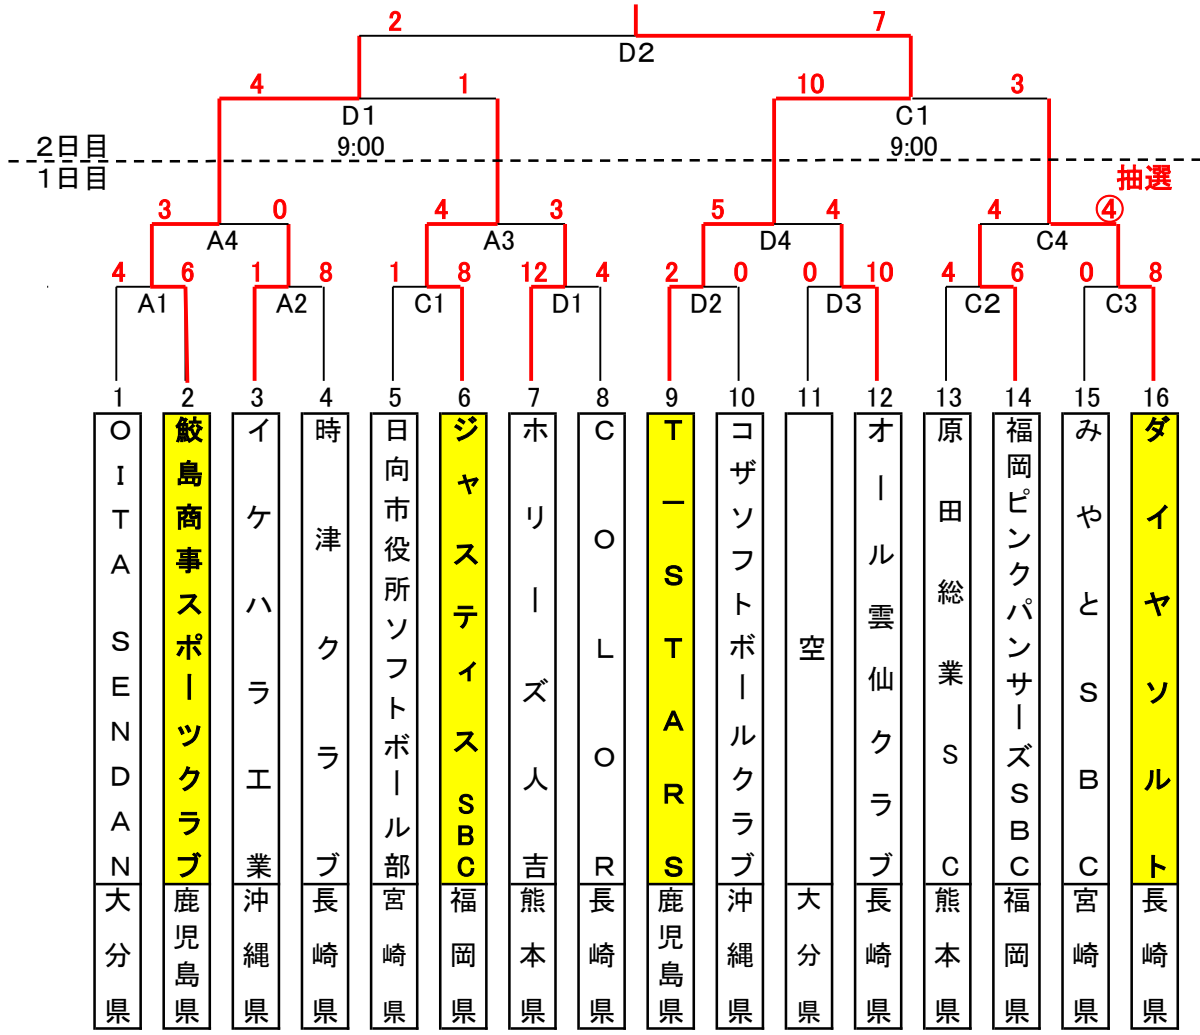 2 7
D2
4 1 10 3
D1 C1
2日目 9:00 9:00
1日目 抽選
3 0 4 3 5 4 4 ④
A4 A3 D4 C4
4 6 1 8 1 8 12 4 2 0 0 10 4 6 0 8
A1 A2 C1 D1 D2 D3 C2 C3
1 2 3 4 5 6 7 8 9 10 11 12 13 14 15 16
OITA SENDAN
大分県
鮫島商事スポーツクラブ
鹿児島県
イケハラエ業
沖縄県
時津クラブ
長崎県
日向市役所ソフトボール部
宮崎県
ジャスティスSBC
福岡県
ホリーズ人吉
熊本県
COLOR
長崎県
T―STARS
鹿児島県
コザソフトボールクラブ
沖縄県
空
大分県
オール雲仙クラブ
長崎県
原田総業SC
熊本県
福岡ピンクパンサーズSBC
福岡県
みやとSBC
宮崎県
ダイヤソルト
長崎県